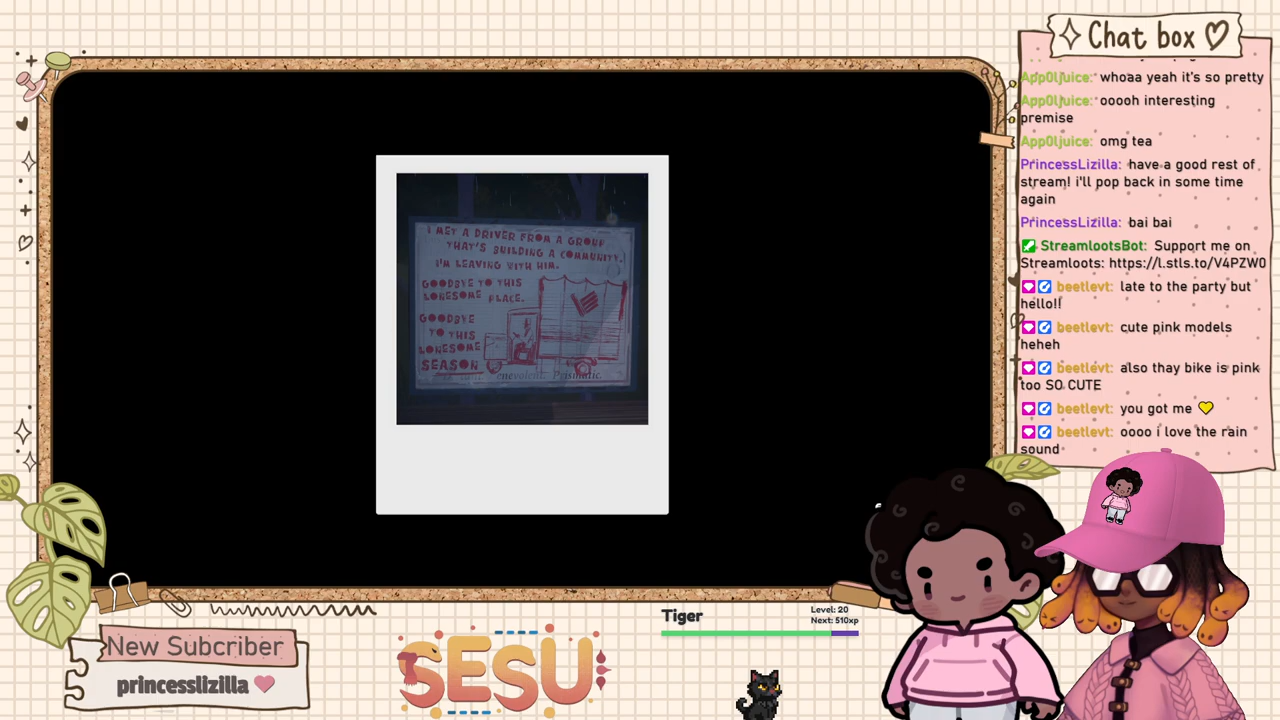 Chat box
App0ljuice: whoaa yeah it's so pretty
App0ljuice: ooooh interesting
premise
App0ljuice: omg tea
PrincessLizilla: have a good rest of
stream! i'll pop back in some time
again
PrincessLizilla: bai bai
StreamlootsBot: Support me on
Streamloots: https://l.stls.to/V4PZW0
beetlevt: late to the party but
hello!!
beetlevt: cute pink models
heheh
beetlevt: also thay bike is pink
too SO CUTE
beetlevt: you got me 💛
beetlevt: oooo i love the rain
sound
I MET A DRIVER FROM A GROUP
THAT'S BUILDING A COMMUNITY.
I'M LEAVING WITH HIM.
GOODBYE TO THIS
LONESOME PLACE.
GOODBYE
TO THIS
LONESOME
SEASON
enevolent. Prismatic.
New Subcriber
princesslizilla
SESU
Tiger
Level: 20
Next: 510xp